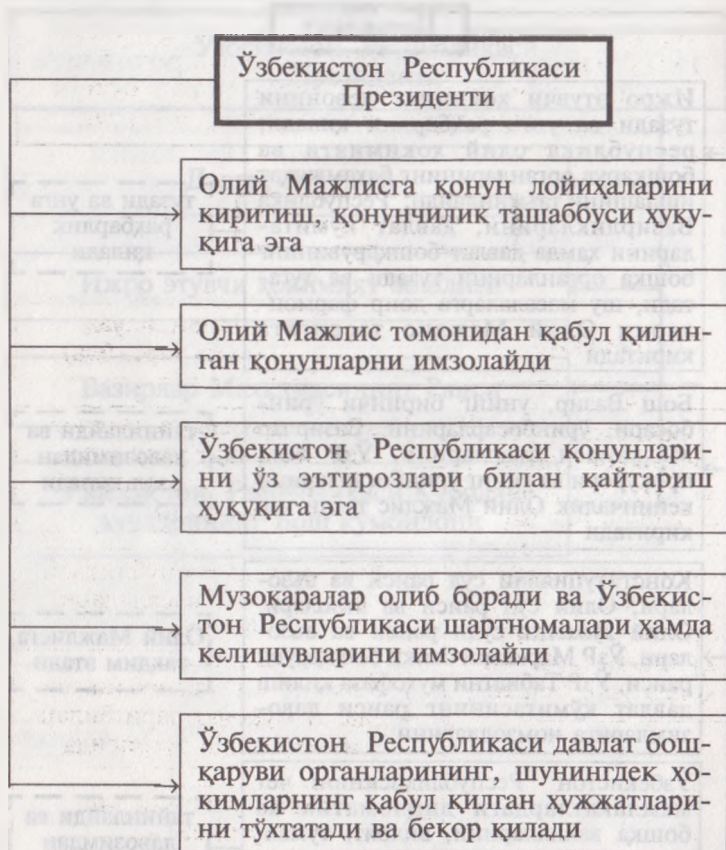 Ўзбекистон Республикаси
Президенти
Олий Мажлисга қонун лойиҳаларини
киритиш, қонунчилик ташаббуси ҳуқу-
қига эга
Олий Мажлис томонидан қабул қилин-
ган қонунларни имзолайди
Ўзбекистон Республикаси қонунлари-
ни ўз эътирозлари билан қайтариш
ҳуқуқига эга
Музокаралар олиб боради ва Ўзбекис-
тон Республикаси шартномалари ҳамда
келишувларини имзолайди
Ўзбекистон Республикаси давлат бош-
қаруви органларининг, шунингдек ҳо-
кимларнинг қабул қилган ҳужжатлари-
ни тўхтатади ва бекор қилади